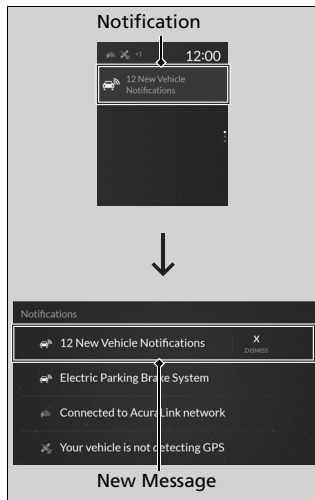 Notification
+1 12:00
12 New Vehicle
Notifications
Notifications
12 New Vehicle Notifications
X
DISMISS
Electric Parking Brake System
Connected to AcuraLink network
Your vehicle is not detecting GPS
New Message